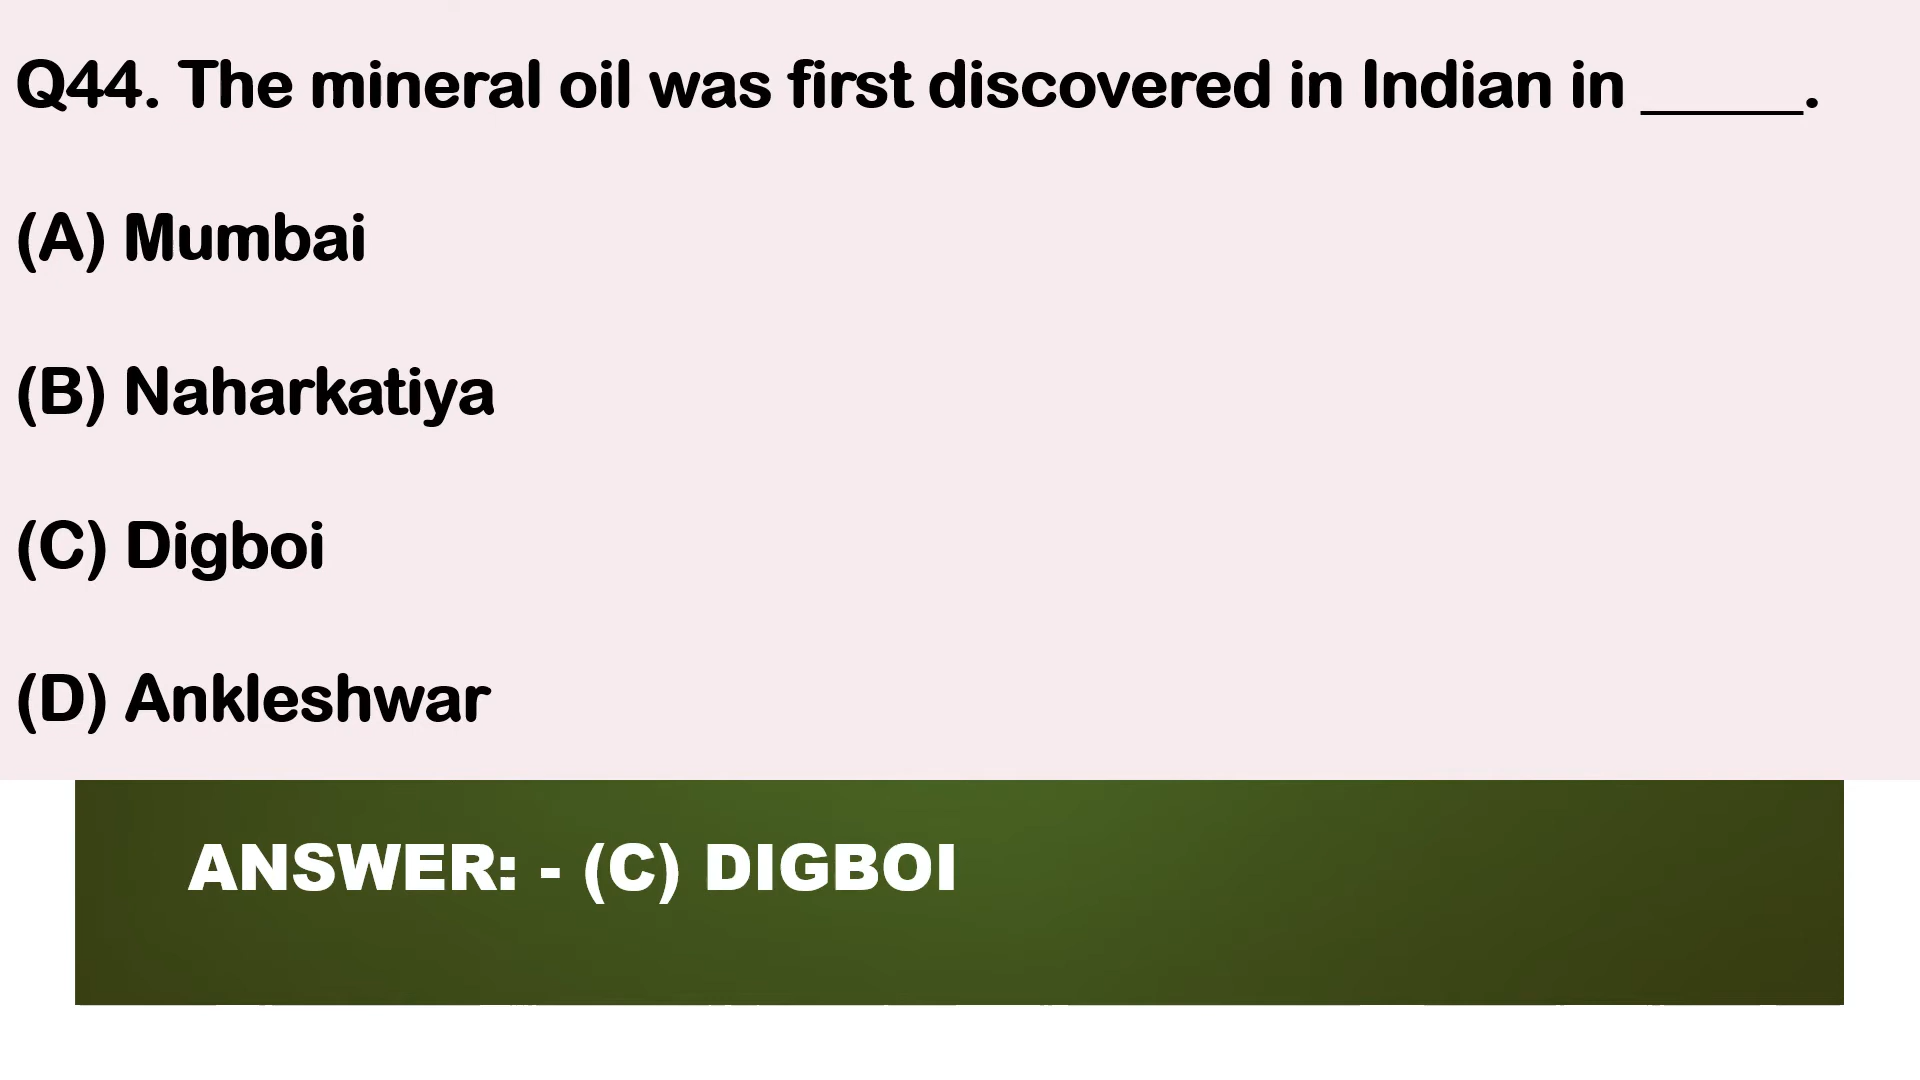 Q44. The mineral oil was first discovered in Indian in _____.
(A) Mumbai
(B) Naharkatiya
(C) Digboi
(D) Ankleshwar
ANSWER: - (C) DIGBOI